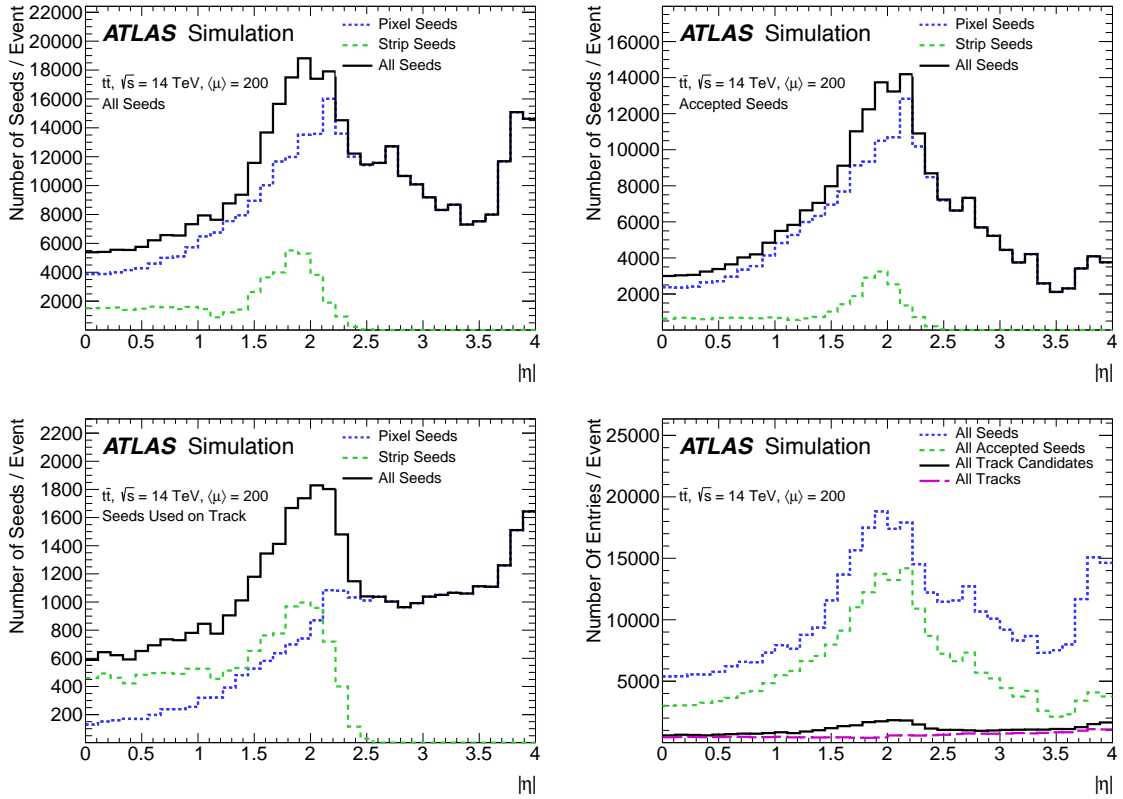 22000
20000
18000
16000
14000
12000
10000
8000
6000
4000
2000
Number of Seeds / Event
ATLAS Simulation
tt̄, √s = 14 TeV, ⟨μ⟩ = 200
All Seeds
Pixel Seeds
Strip Seeds
All Seeds
0 0.5 1 1.5 2 2.5 3 3.5 4
|η|
16000
14000
12000
10000
8000
6000
4000
2000
Number of Seeds / Event
ATLAS Simulation
tt̄, √s = 14 TeV, ⟨μ⟩ = 200
Accepted Seeds
Pixel Seeds
Strip Seeds
All Seeds
0 0.5 1 1.5 2 2.5 3 3.5 4
|η|
2200
2000
1800
1600
1400
1200
1000
800
600
400
200
Number of Seeds / Event
ATLAS Simulation
tt̄, √s = 14 TeV, ⟨μ⟩ = 200
Seeds Used on Track
Pixel Seeds
Strip Seeds
All Seeds
0 0.5 1 1.5 2 2.5 3 3.5 4
|η|
25000
20000
15000
10000
5000
Number Of Entries / Event
ATLAS Simulation
tt̄, √s = 14 TeV, ⟨μ⟩ = 200
All Seeds
All Accepted Seeds
All Track Candidates
All Tracks
0 0.5 1 1.5 2 2.5 3 3.5 4
|η|